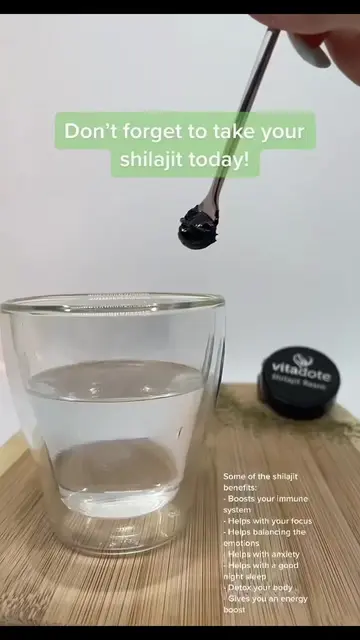 Don't forget to take your
shilajit today!
vitadote
Shilajit Resin
Some of the shilajit
benefits:
- Boosts your immune
system
- Helps with your focus
- Helps balancing the
emotions
- Helps with anxiety
- Helps with a good
night sleep
- Detox your body
- Gives you an energy
boost